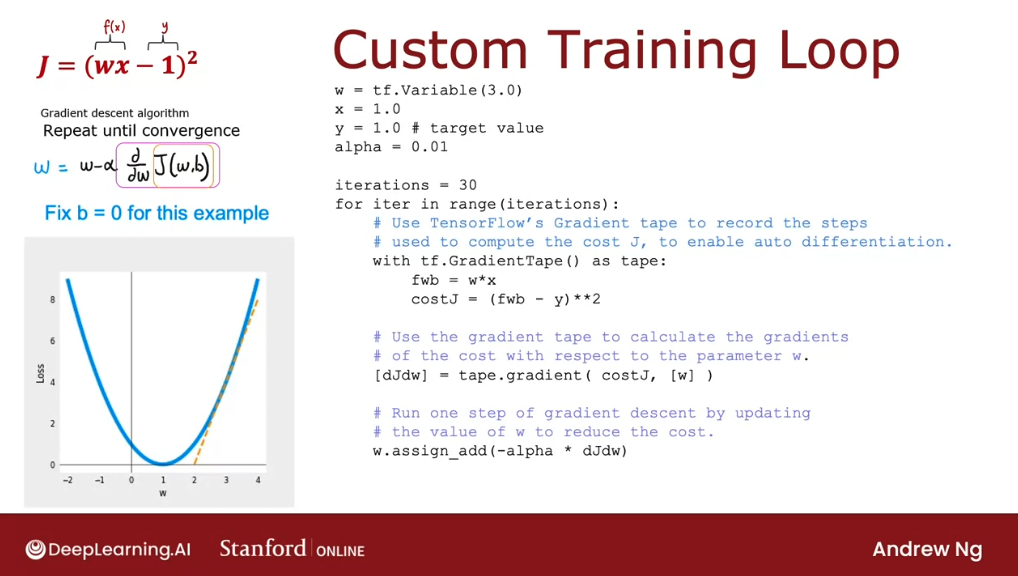 f(x) y
J = (wx − 1)²
Gradient descent algorithm
Repeat until convergence
w = w-α d/dw J(w,b)
Fix b = 0 for this example
8
6
4
2
0
Loss
−2 −1 0 1 2 3 4
w
Custom Training Loop
w = tf.Variable(3.0)
x = 1.0
y = 1.0 # target value
alpha = 0.01
iterations = 30
for iter in range(iterations):
# Use TensorFlow’s Gradient tape to record the steps
# used to compute the cost J, to enable auto differentiation.
with tf.GradientTape() as tape:
fwb = w*x
costJ = (fwb - y)**2
# Use the gradient tape to calculate the gradients
# of the cost with respect to the parameter w.
[dJdw] = tape.gradient( costJ, [w] )
# Run one step of gradient descent by updating
# the value of w to reduce the cost.
w.assign_add(-alpha * dJdw)
DeepLearning.AI Stanford | ONLINE Andrew Ng